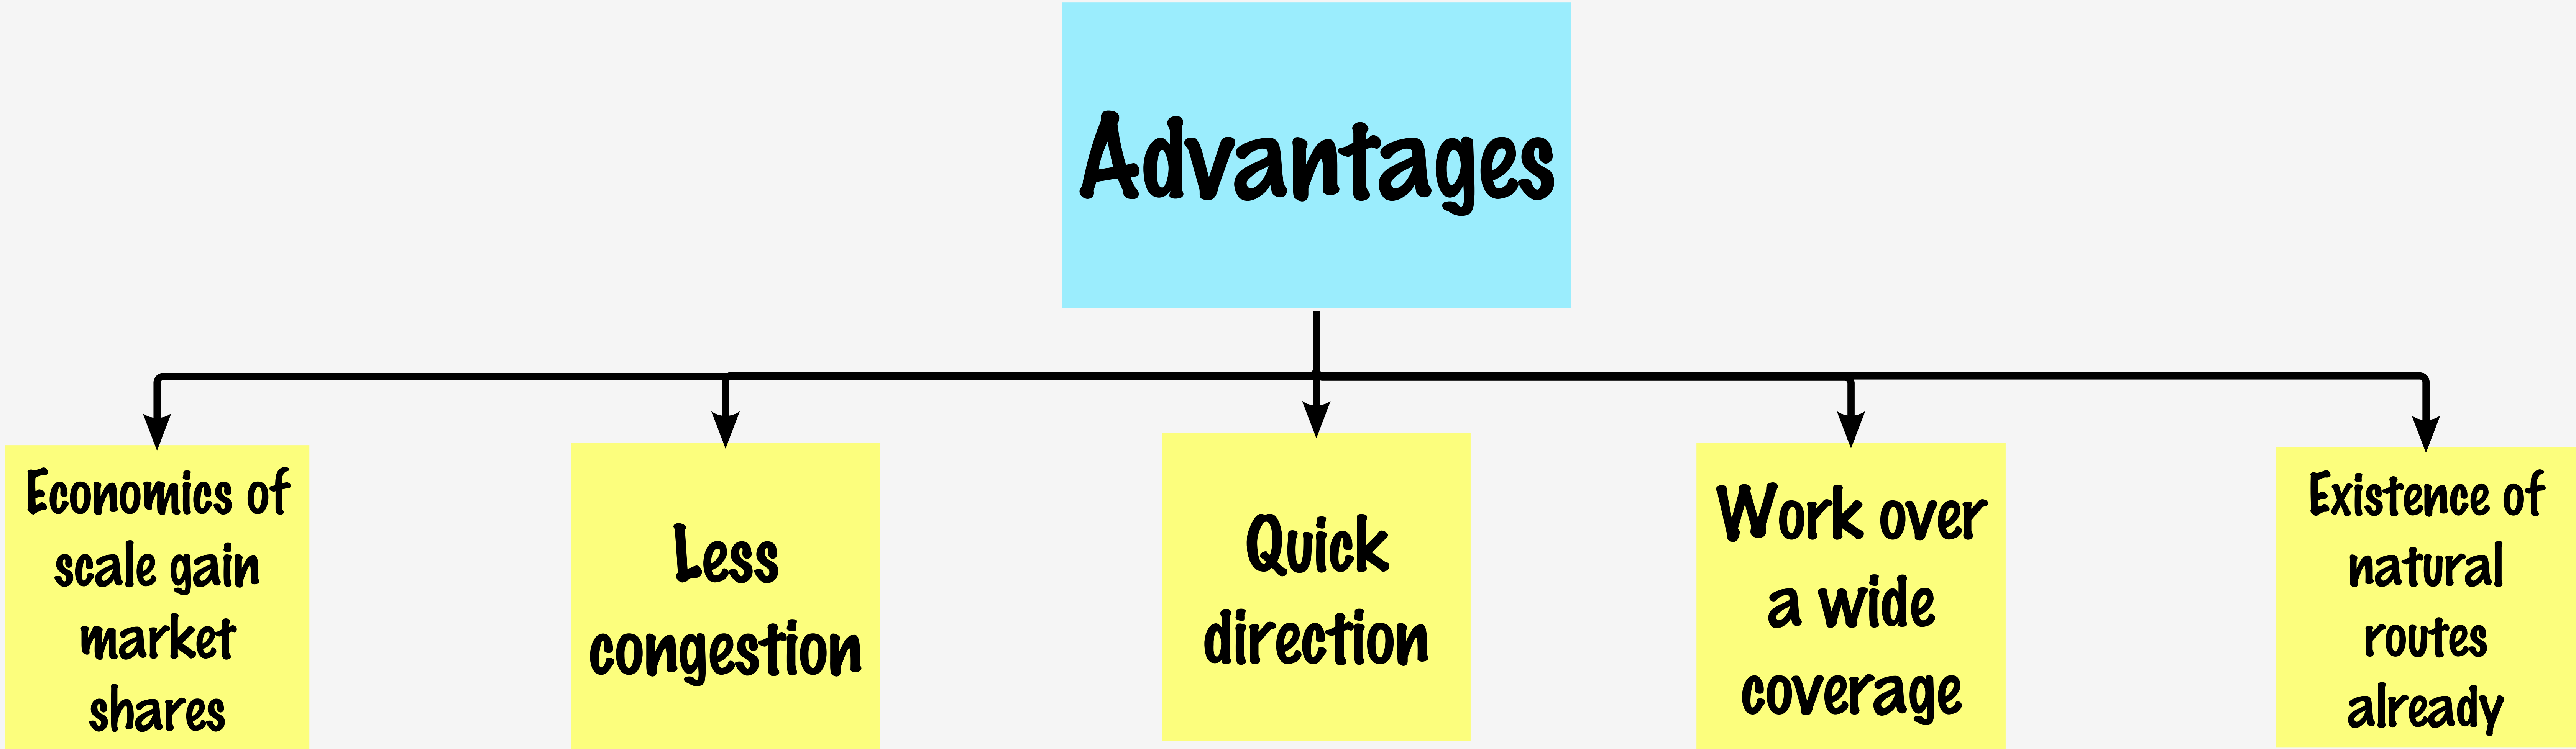 Advantages
Economics of
scale gain
market
shares
Less
congestion
Quick
direction
Work over
a wide
coverage
Existence of
natural
routes
already